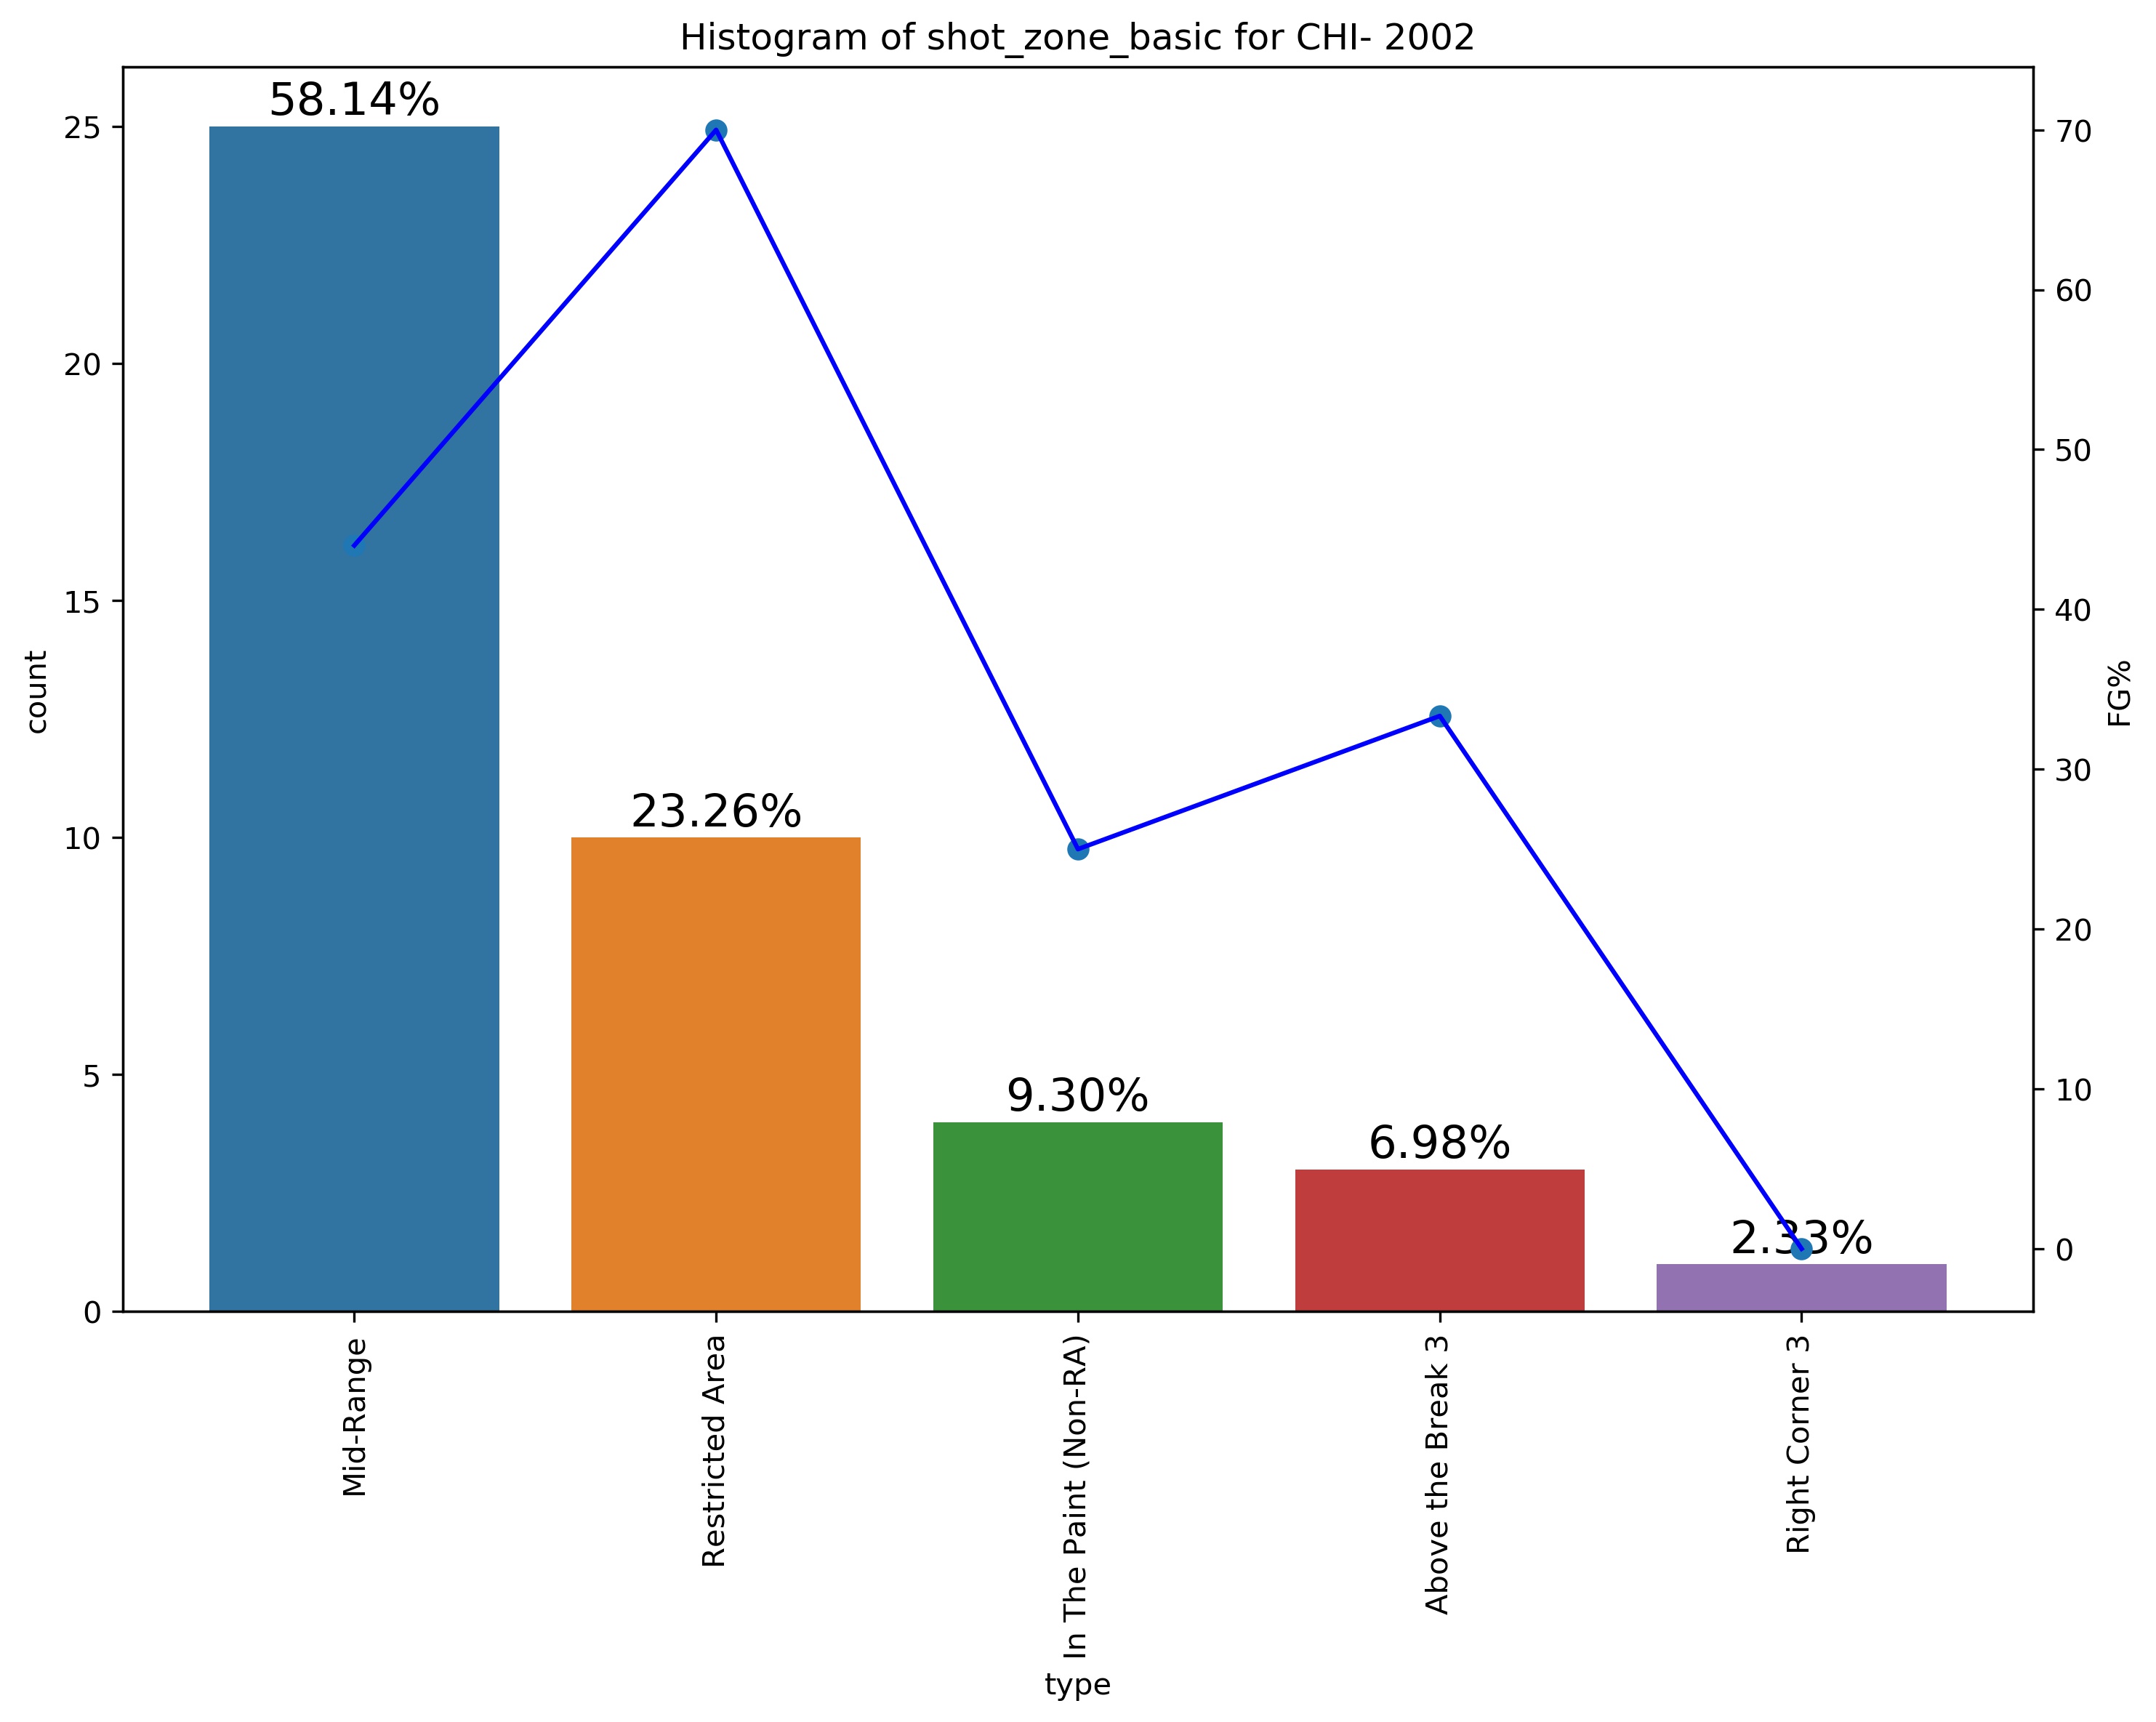 Histogram of shot_zone_basic for CHI- 2002
58.14%
23.26%
9.30%
6.98%
2.33%
25
20
15
10
5
0
count
70
60
50
40
30
20
10
0
FG%
Mid-Range
Restricted Area
In The Paint (Non-RA)
Above the Break 3
Right Corner 3
type